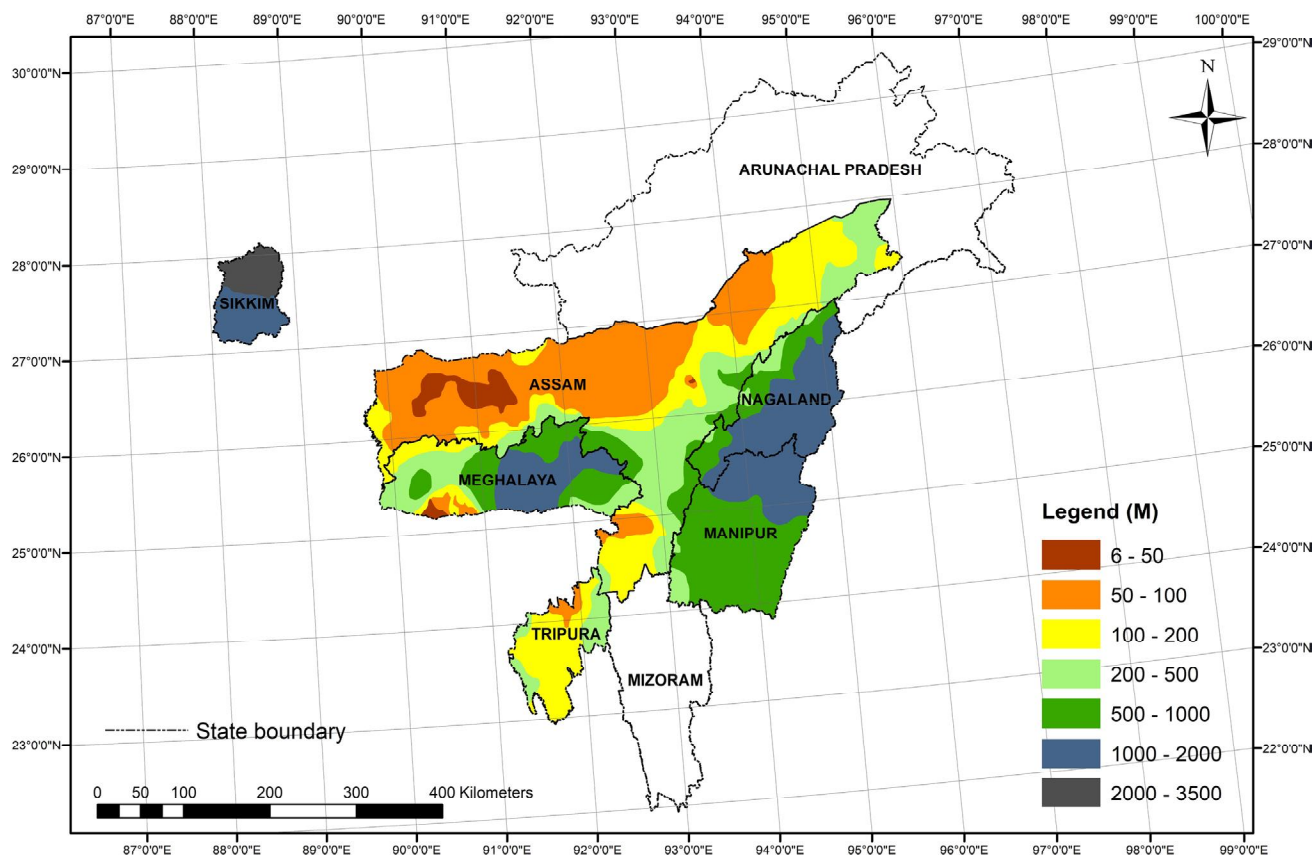 87°0'0"E 88°0'0"E 89°0'0"E 90°0'0"E 91°0'0"E 92°0'0"E 93°0'0"E 94°0'0"E 95°0'0"E 96°0'0"E 97°0'0"E 98°0'0"E 99°0'0"E 100°0'0"E
30°0'0"N
29°0'0"N
28°0'0"N
27°0'0"N
26°0'0"N
25°0'0"N
24°0'0"N
23°0'0"N
29°0'0"N
28°0'0"N
27°0'0"N
26°0'0"N
25°0'0"N
24°0'0"N
23°0'0"N
22°0'0"N
N
ARUNACHAL PRADESH
SIKKIM
ASSAM
NAGALAND
MEGHALAYA
MANIPUR
TRIPURA
MIZORAM
Legend (M)
6 - 50
50 - 100
100 - 200
200 - 500
500 - 1000
1000 - 2000
2000 - 3500
State boundary
0 50 100 200 300 400 Kilometers
87°0'0"E 88°0'0"E 89°0'0"E 90°0'0"E 91°0'0"E 92°0'0"E 93°0'0"E 94°0'0"E 95°0'0"E 96°0'0"E 97°0'0"E 98°0'0"E 99°0'0"E